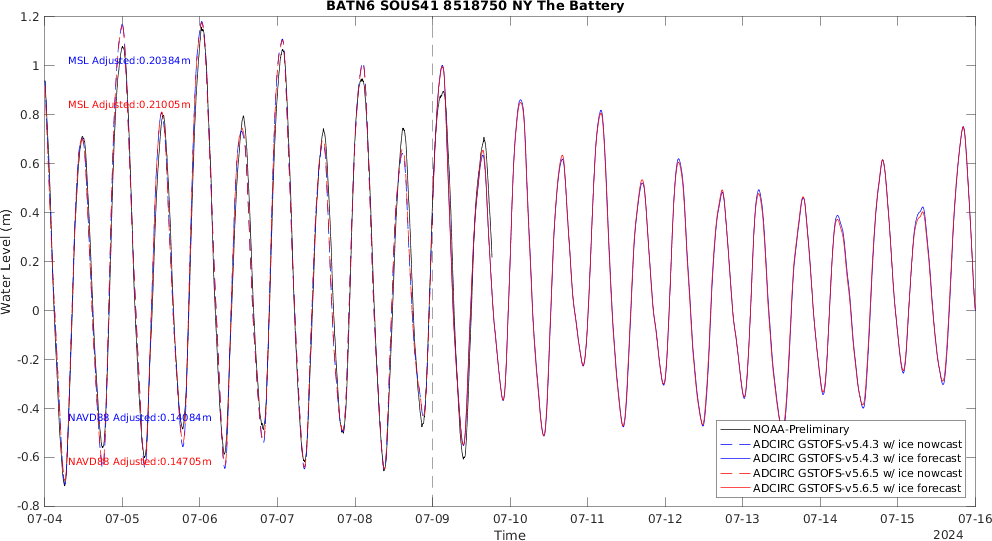 BATN6 SOUS41 8518750 NY The Battery
1.2
1
0.8
0.6
0.4
0.2
0
-0.2
-0.4
-0.6
-0.8
Water Level (m)
MSL Adjusted:0.20384m
MSL Adjusted:0.21005m
NAVD88 Adjusted:0.14084m
NAVD88 Adjusted:0.14705m
NOAA-Preliminary
ADCIRC GSTOFS-v5.4.3 w/ ice nowcast
ADCIRC GSTOFS-v5.4.3 w/ ice forecast
ADCIRC GSTOFS-v5.6.5 w/ ice nowcast
ADCIRC GSTOFS-v5.6.5 w/ ice forecast
07-04 07-05 07-06 07-07 07-08 07-09 07-10 07-11 07-12 07-13 07-14 07-15 07-16
Time
2024